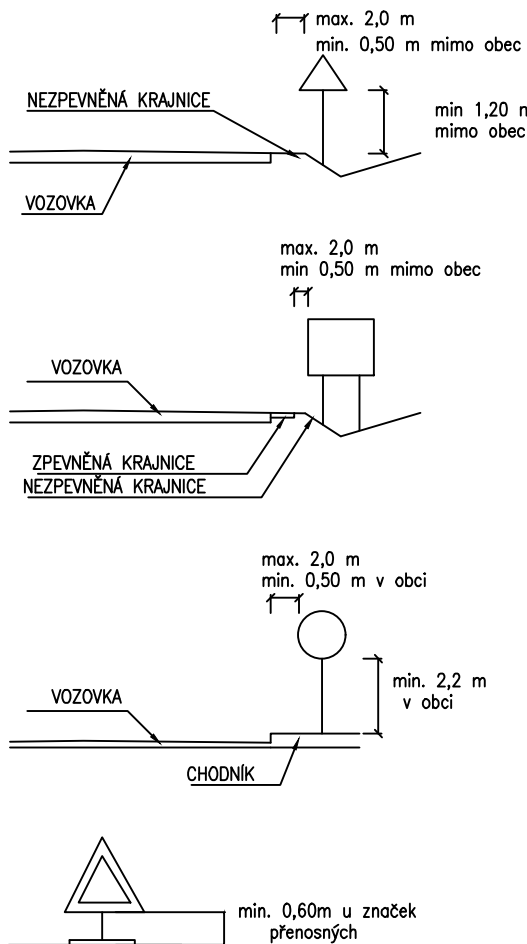 max. 2,0 m
min. 0,50 m mimo obec
NEZPEVNĚNÁ KRAJNICE
min 1,20 m
mimo obec
VOZOVKA
max. 2,0 m
min 0,50 m mimo obec
VOZOVKA
ZPEVNĚNÁ KRAJNICE
NEZPEVNĚNÁ KRAJNICE
max. 2,0 m
min. 0,50 m v obci
min. 2,2 m
v obci
VOZOVKA
CHODNÍK
min. 0,60m u značek
přenosných